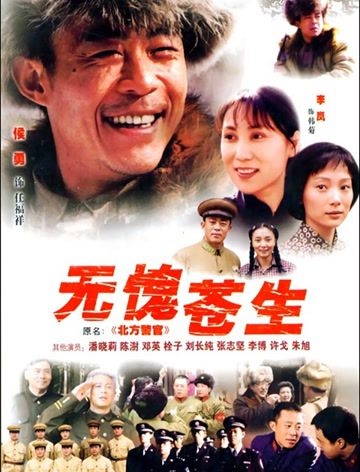 侯勇
饰
任福祥
李岚
饰
韩菊
无愧苍生
原名：《北方警官》
其他演员：潘晓莉 陈澍 邓英 栓子 刘长纯 张志坚 李博 许戈 朱旭